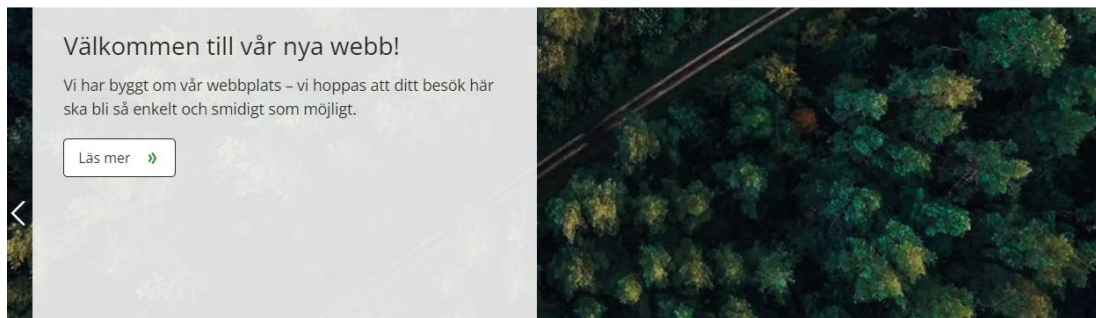 Välkommen till vår nya webb!
Vi har byggt om vår webbplats – vi hoppas att ditt besök här
ska bli så enkelt och smidigt som möjligt.
Läs mer